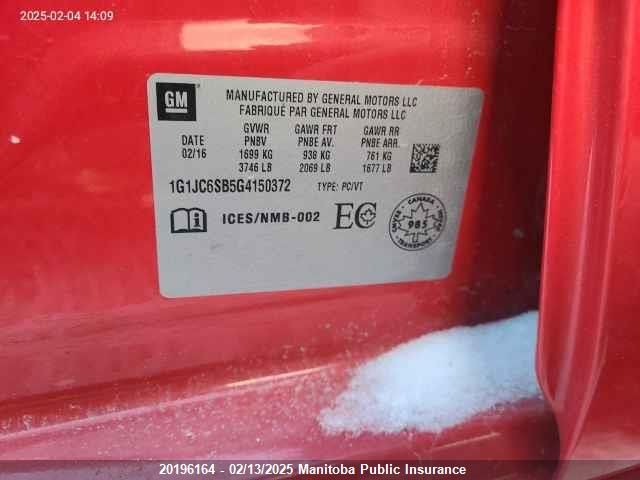 2025-02-04 14:09
GM
MANUFACTURED BY GENERAL MOTORS LLC
FABRIQUÉ PAR GENERAL MOTORS LLC
GVWR GAWR FRT GAWR RR
DATE PNBV PNBE AV. PNBE ARR.
02/16 1699 KG 938 KG 761 KG
3746 LB 2069 LB 1677 LB
1G1JC6SB5G4150372 TYPE: PC/VT
ICES/NMB-002 EC
CANADA
985
TRANSPORT
20196164 - 02/13/2025 Manitoba Public Insurance